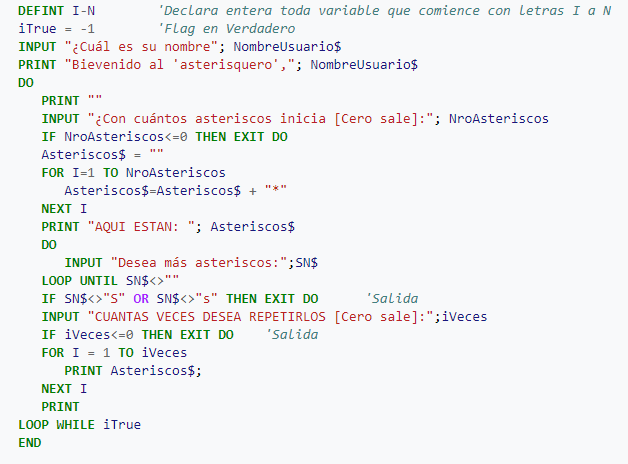 DEFINT I-N        'Declara entera toda variable que comience con letras I a N
iTrue = -1        'Flag en Verdadero
INPUT "¿Cuál es su nombre"; NombreUsuario$
PRINT "Bievenido al 'asterisquero',"; NombreUsuario$
DO
   PRINT ""
   INPUT "¿Con cuántos asteriscos inicia [Cero sale]:"; NroAsteriscos
   IF NroAsteriscos<=0 THEN EXIT DO
   Asteriscos$ = ""
   FOR I=1 TO NroAsteriscos
      Asteriscos$=Asteriscos$ + "*"
   NEXT I
   PRINT "AQUI ESTAN: "; Asteriscos$
   DO
      INPUT "Desea más asteriscos:";SN$
   LOOP UNTIL SN$<>""
   IF SN$<>"S" OR SN$<>"s" THEN EXIT DO      'Salida
   INPUT "CUANTAS VECES DESEA REPETIRLOS [Cero sale]:";iVeces
   IF iVeces<=0 THEN EXIT DO    'Salida
   FOR I = 1 TO iVeces
      PRINT Asteriscos$;
   NEXT I
   PRINT
LOOP WHILE iTrue
END